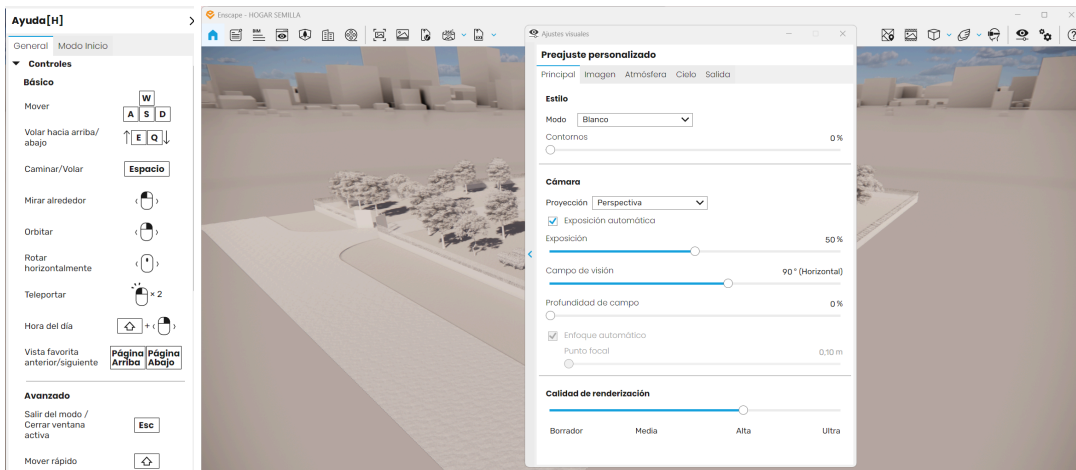 Ayuda[H]
General Modo Inicio
Controles
Básico
Mover
W
A S D
Volar hacia arriba/
abajo
E Q
Caminar/Volar
Espacio
Mirar alrededor
Orbitar
Rotar
horizontalmente
Teleportar
× 2
Hora del día
+
Vista favorita
anterior/siguiente
Página Página
Arriba Abajo
Avanzado
Salir del modo /
Cerrar ventana
activa
Esc
Mover rápido
Enscape - HOGAR SEMILLA
BIM
Ajustes visuales
Preajuste personalizado
Principal Imagen Atmósfera Cielo Salida
Estilo
Modo Blanco
Contornos 0 %
Cámara
Proyección Perspectiva
Exposición automática
Exposición 50 %
Campo de visión 90 ° (Horizontal)
Profundidad de campo 0 %
Enfoque automático
Punto focal 0,10 m
Calidad de renderización
Borrador Media Alta Ultra